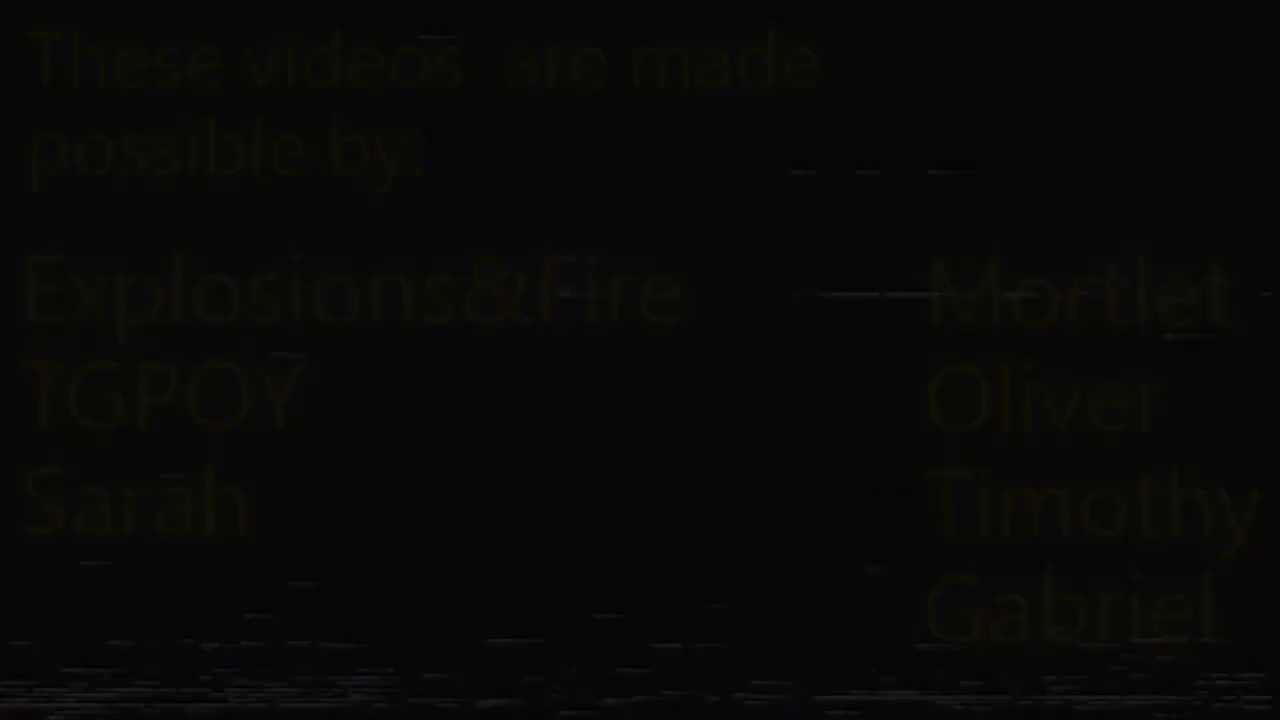 These videos are made
possible by:
Explosions&Fire
TGPOY
Sarah
Mortlet
Oliver
Timothy
Gabriel